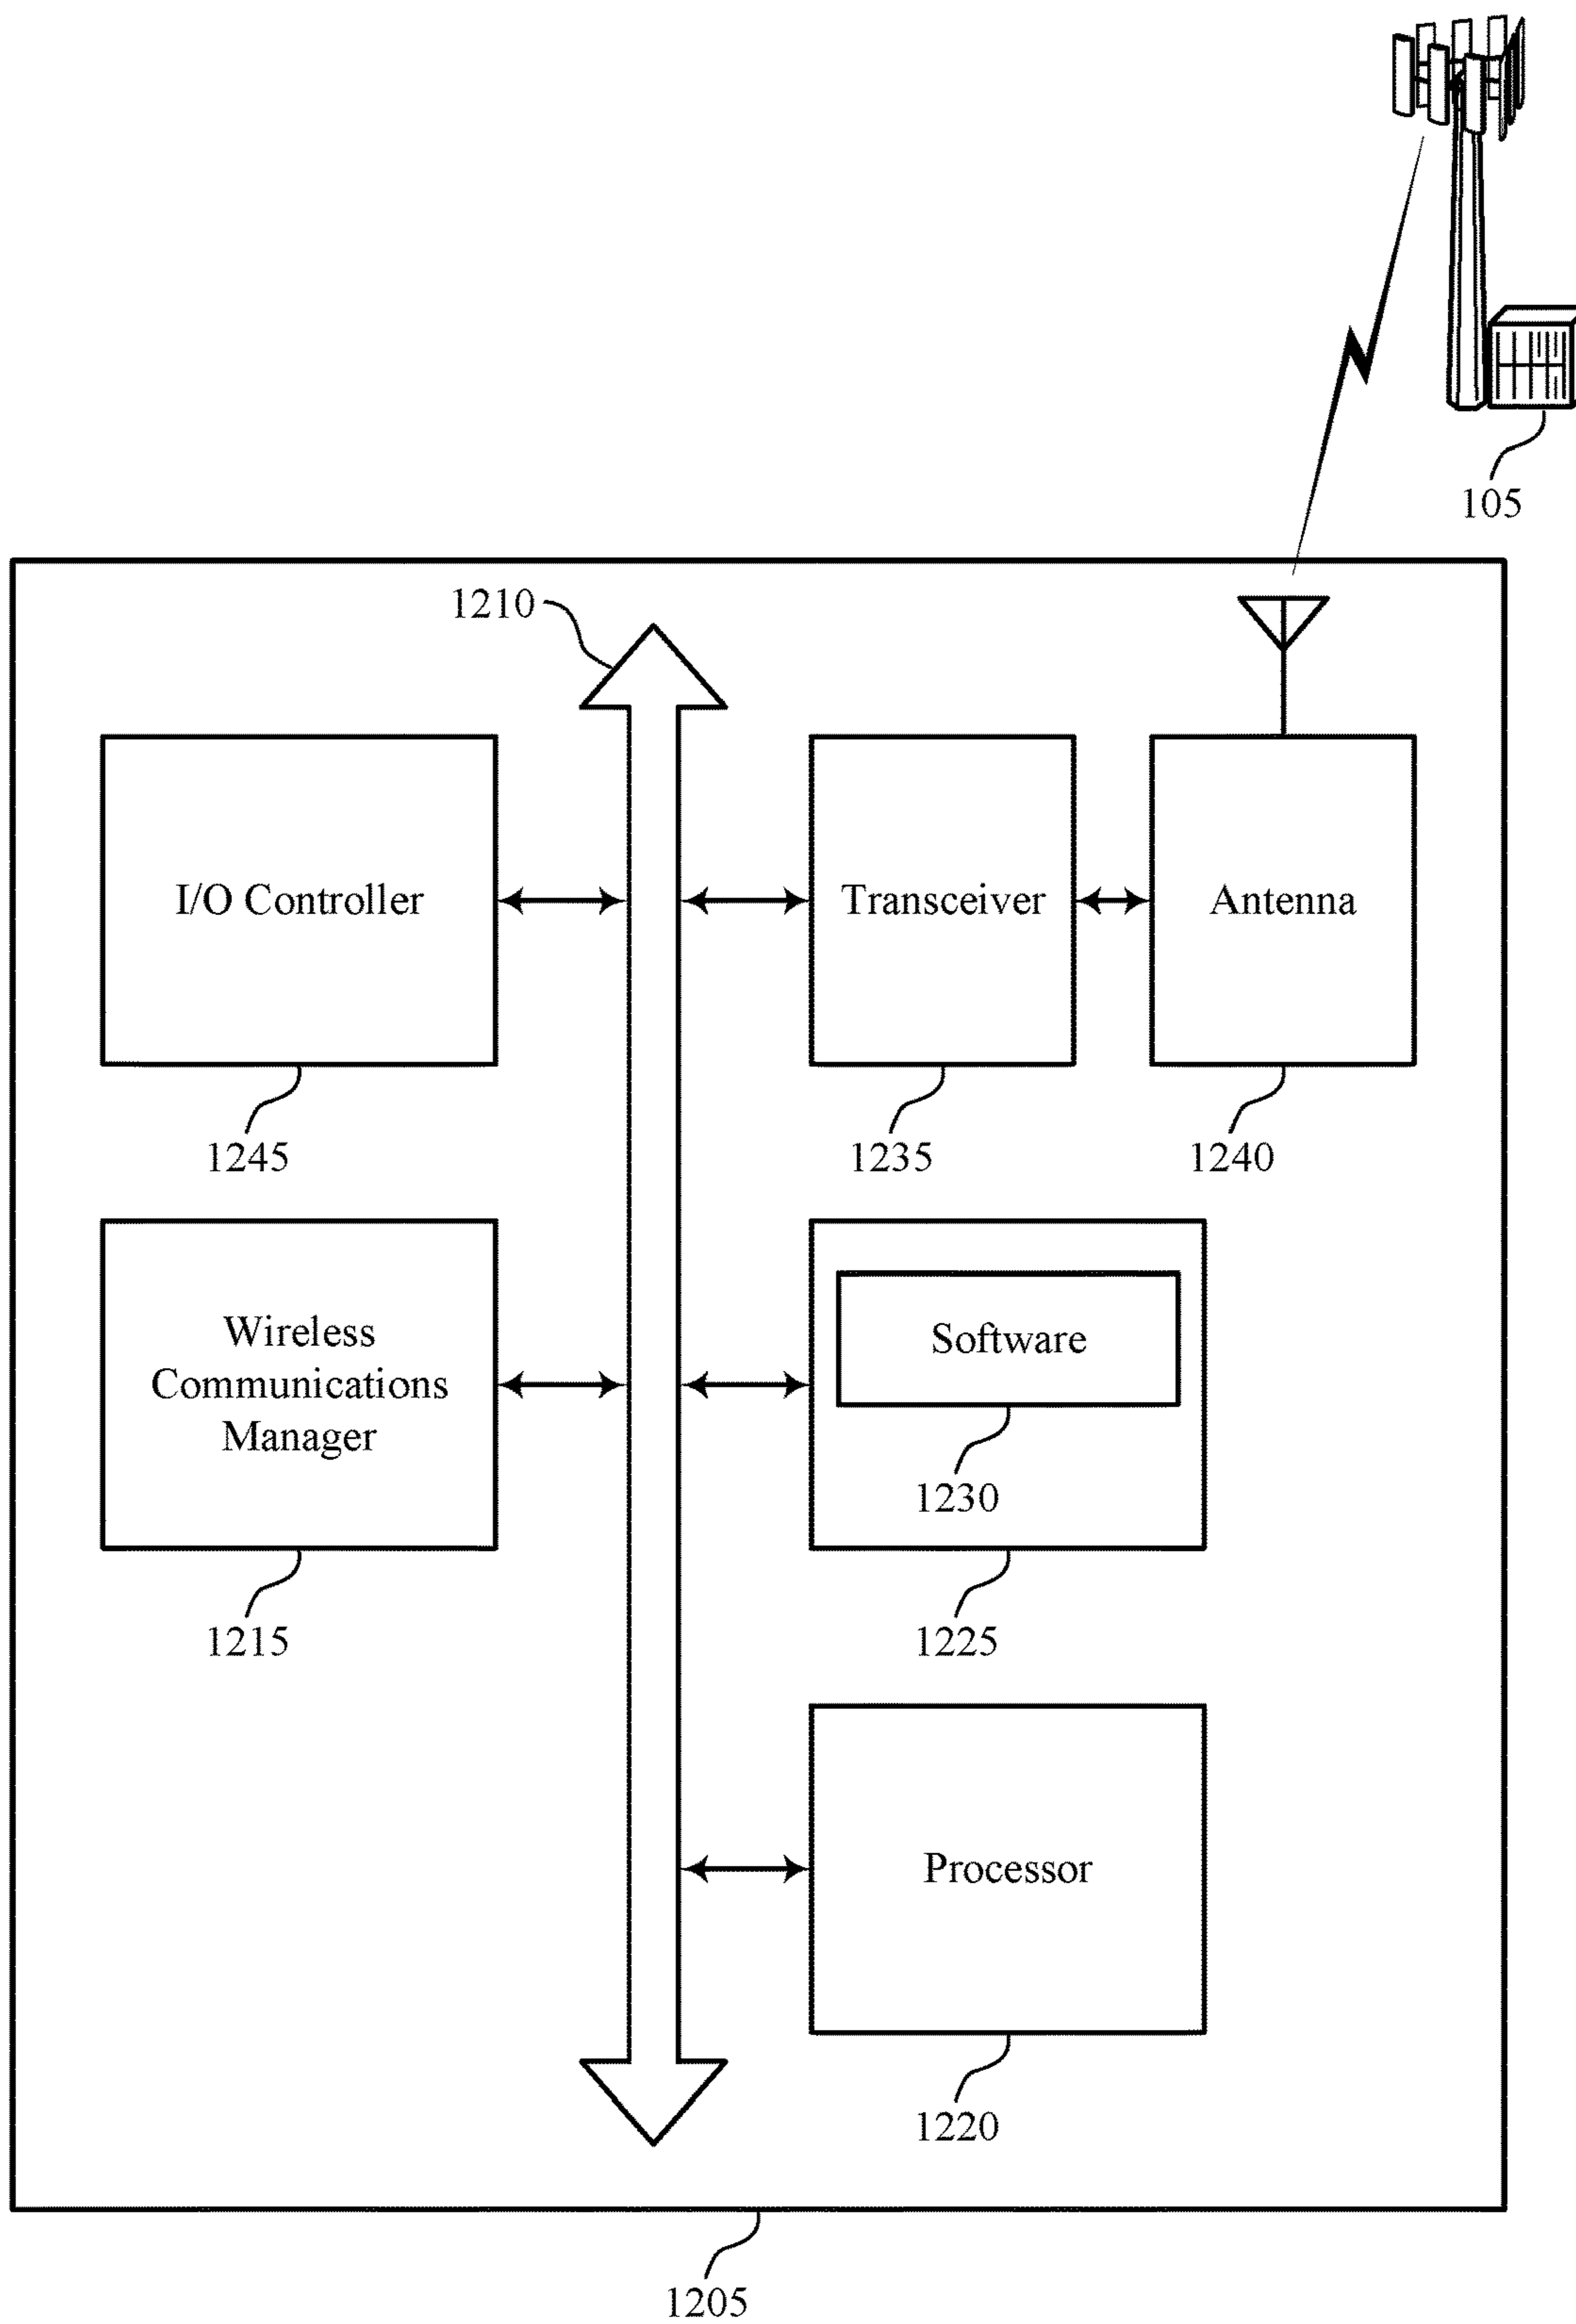 105
1210
I/O Controller
Transceiver
Antenna
1245
1235
1240
Wireless
Communications
Manager
Software
1230
1215
1225
Processor
1220
1205